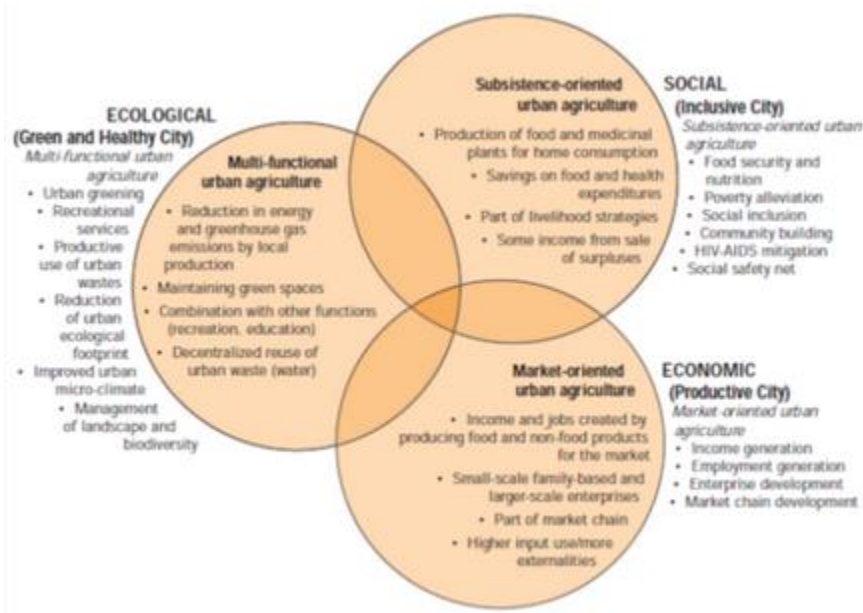 ECOLOGICAL
(Green and Healthy City)
Multi-functional urban
agriculture
• Urban greening
• Recreational
services
• Productive
use of urban
wastes
• Reduction
of urban
ecological
footprint
• Improved urban
micro-climate
• Management
of landscape and
biodiversity
Multi-functional
urban agriculture
• Reduction in energy
and greenhouse gas
emissions by local
production
• Maintaining green spaces
• Combination with other functions
(recreation, education)
• Decentralized reuse of
urban waste (water)
Subsistence-oriented
urban agriculture
• Production of food and medicinal
plants for home consumption
• Savings on food and health
expenditures
• Part of livelihood strategies
• Some income from sale
of surpluses
SOCIAL
(Inclusive City)
Subsistence-oriented urban
agriculture
• Food security and
nutrition
• Poverty alleviation
• Social inclusion
• Community building
• HIV-AIDS mitigation
• Social safety net
Market-oriented
urban agriculture
• Income and jobs created by
producing food and non-food products
for the market
• Small-scale family-based and
larger-scale enterprises
• Part of market chain
• Higher input use/more
externalities
ECONOMIC
(Productive City)
Market-oriented urban
agriculture
• Income generation
• Employment generation
• Enterprise development
• Market chain development